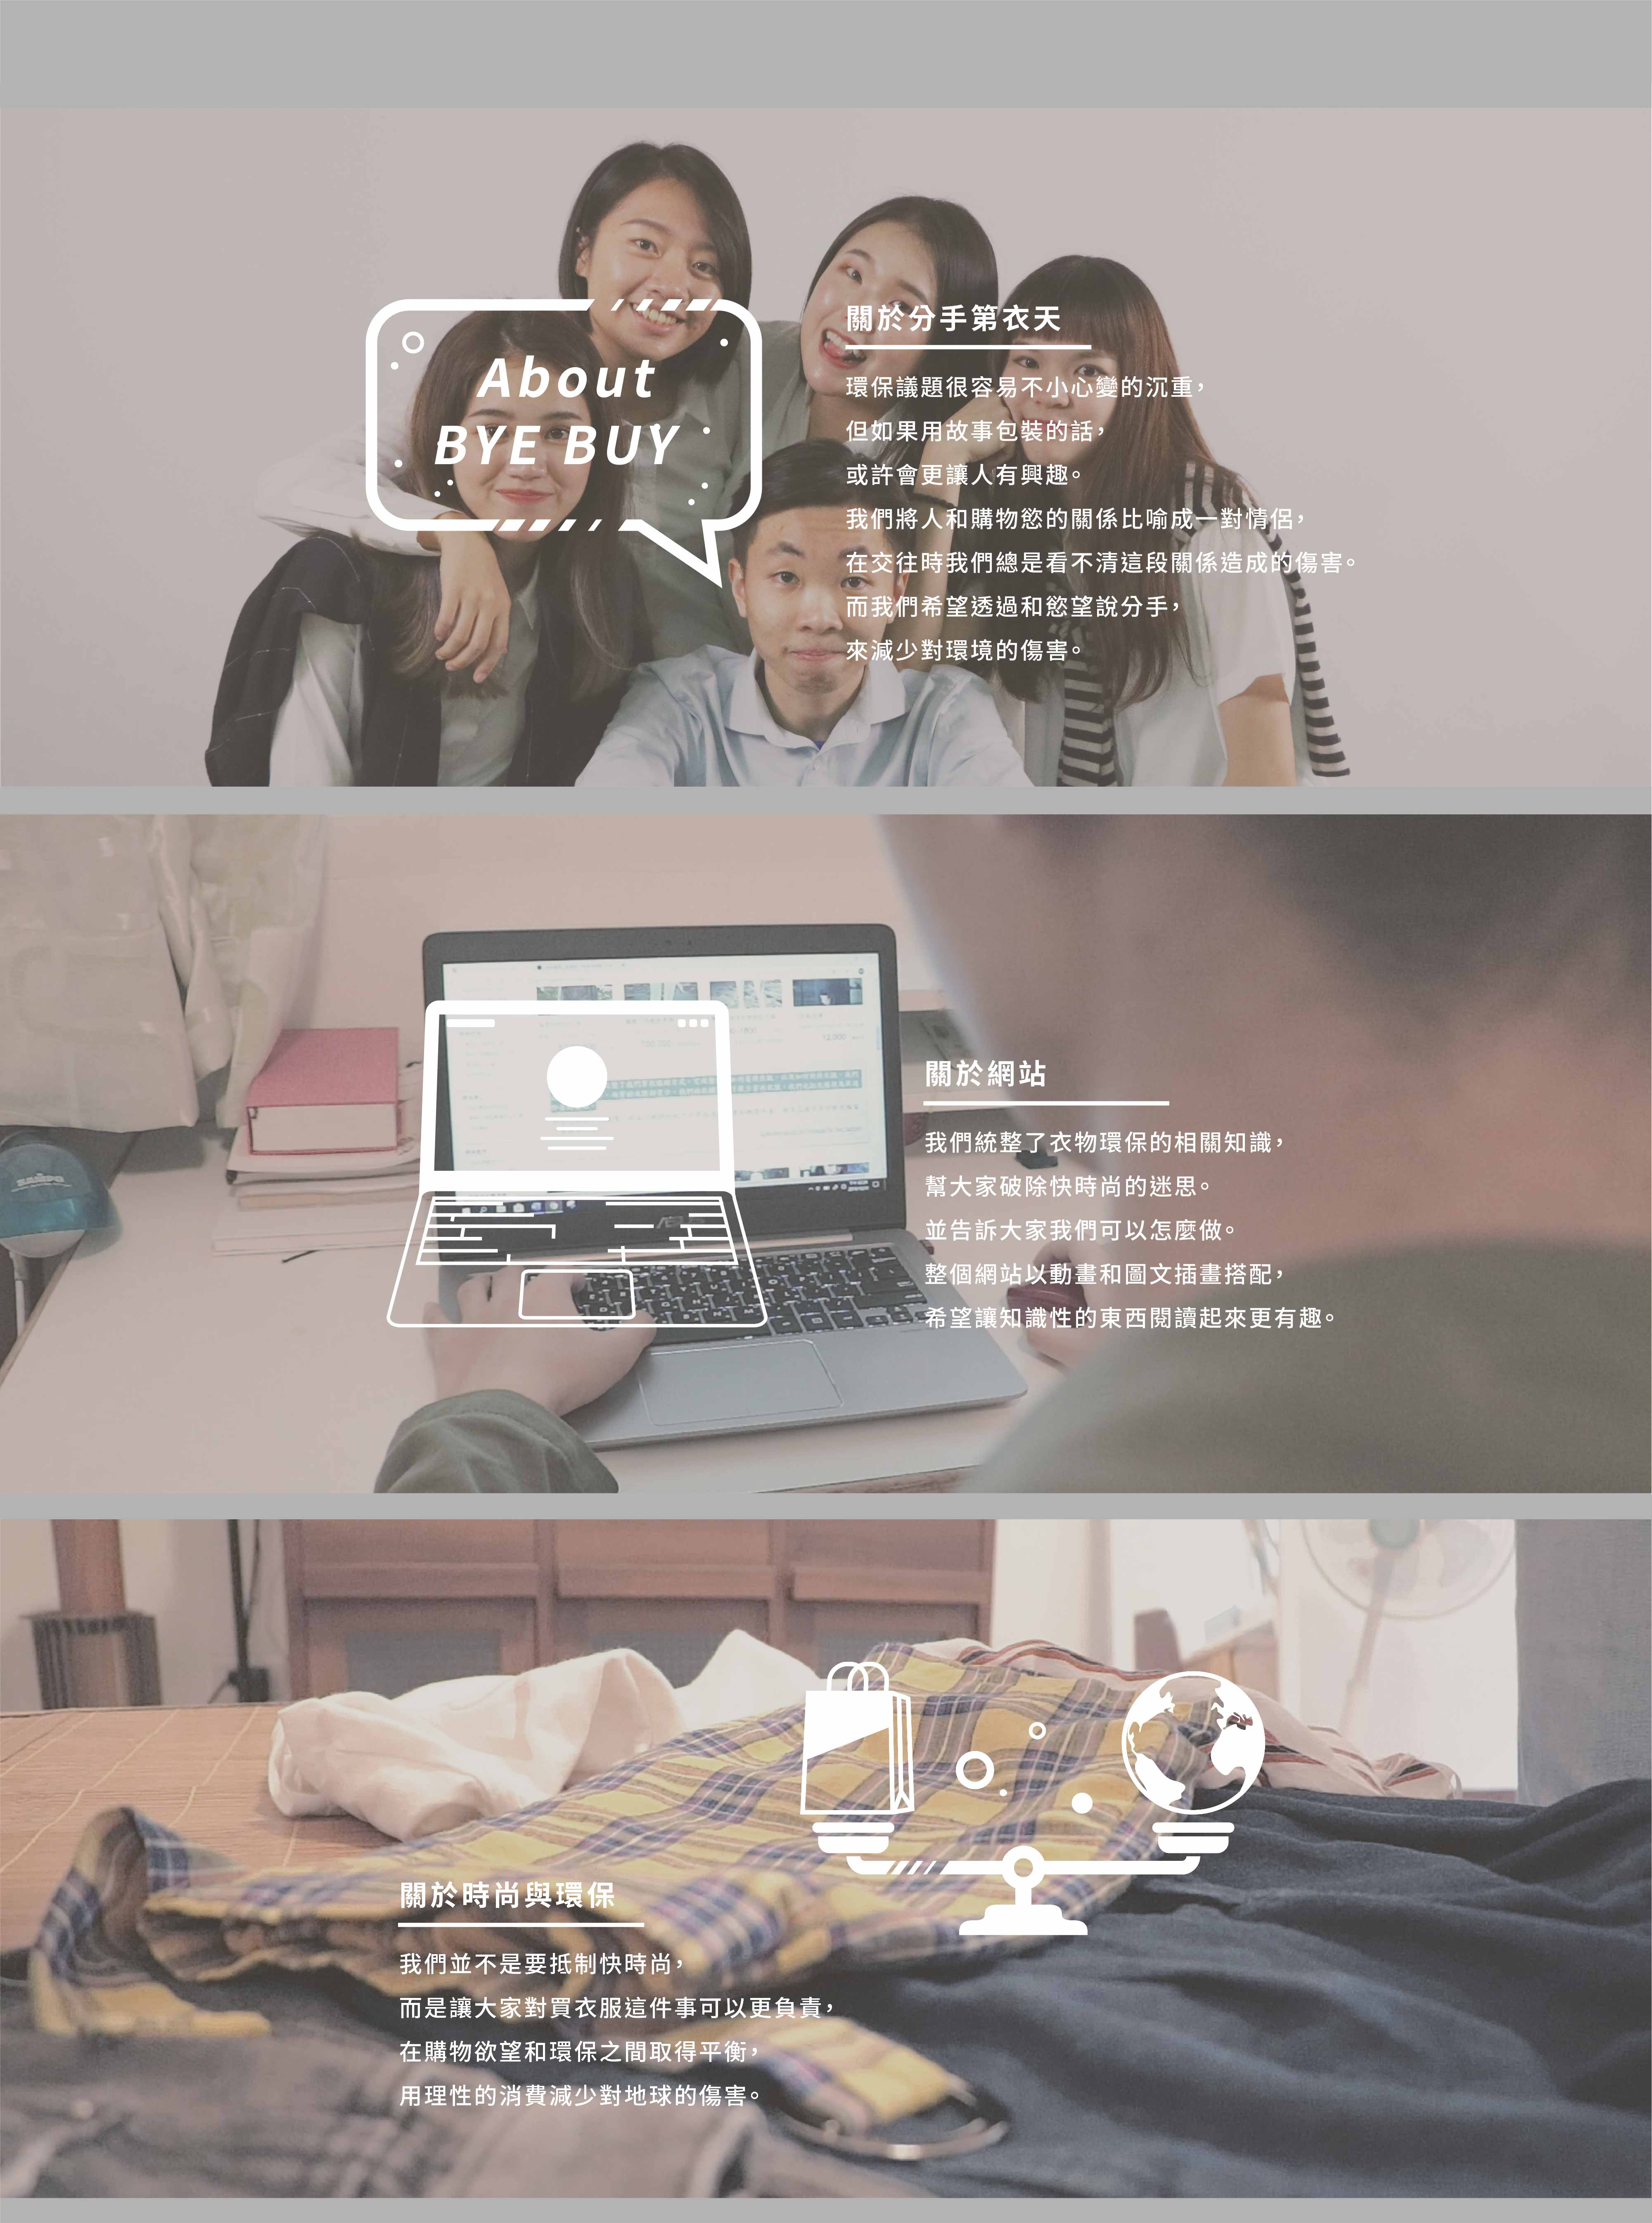 About
BYE BUY
關於分手第衣天
環保議題很容易不小心變的沉重，
但如果用故事包裝的話，
或許會更讓人有興趣。
我們將人和購物慾的關係比喻成一對情侶，
在交往時我們總是看不清這段關係造成的傷害。
而我們希望透過和慾望說分手，
來減少對環境的傷害。
關於網站
我們統整了衣物環保的相關知識，
幫大家破除快時尚的迷思。
並告訴大家我們可以怎麼做。
整個網站以動畫和圖文插畫搭配，
希望讓知識性的東西閱讀起來更有趣。
SAMPO
關於時尚與環保
我們並不是要抵制快時尚，
而是讓大家對買衣服這件事可以更負責，
在購物欲望和環保之間取得平衡，
用理性的消費減少對地球的傷害。